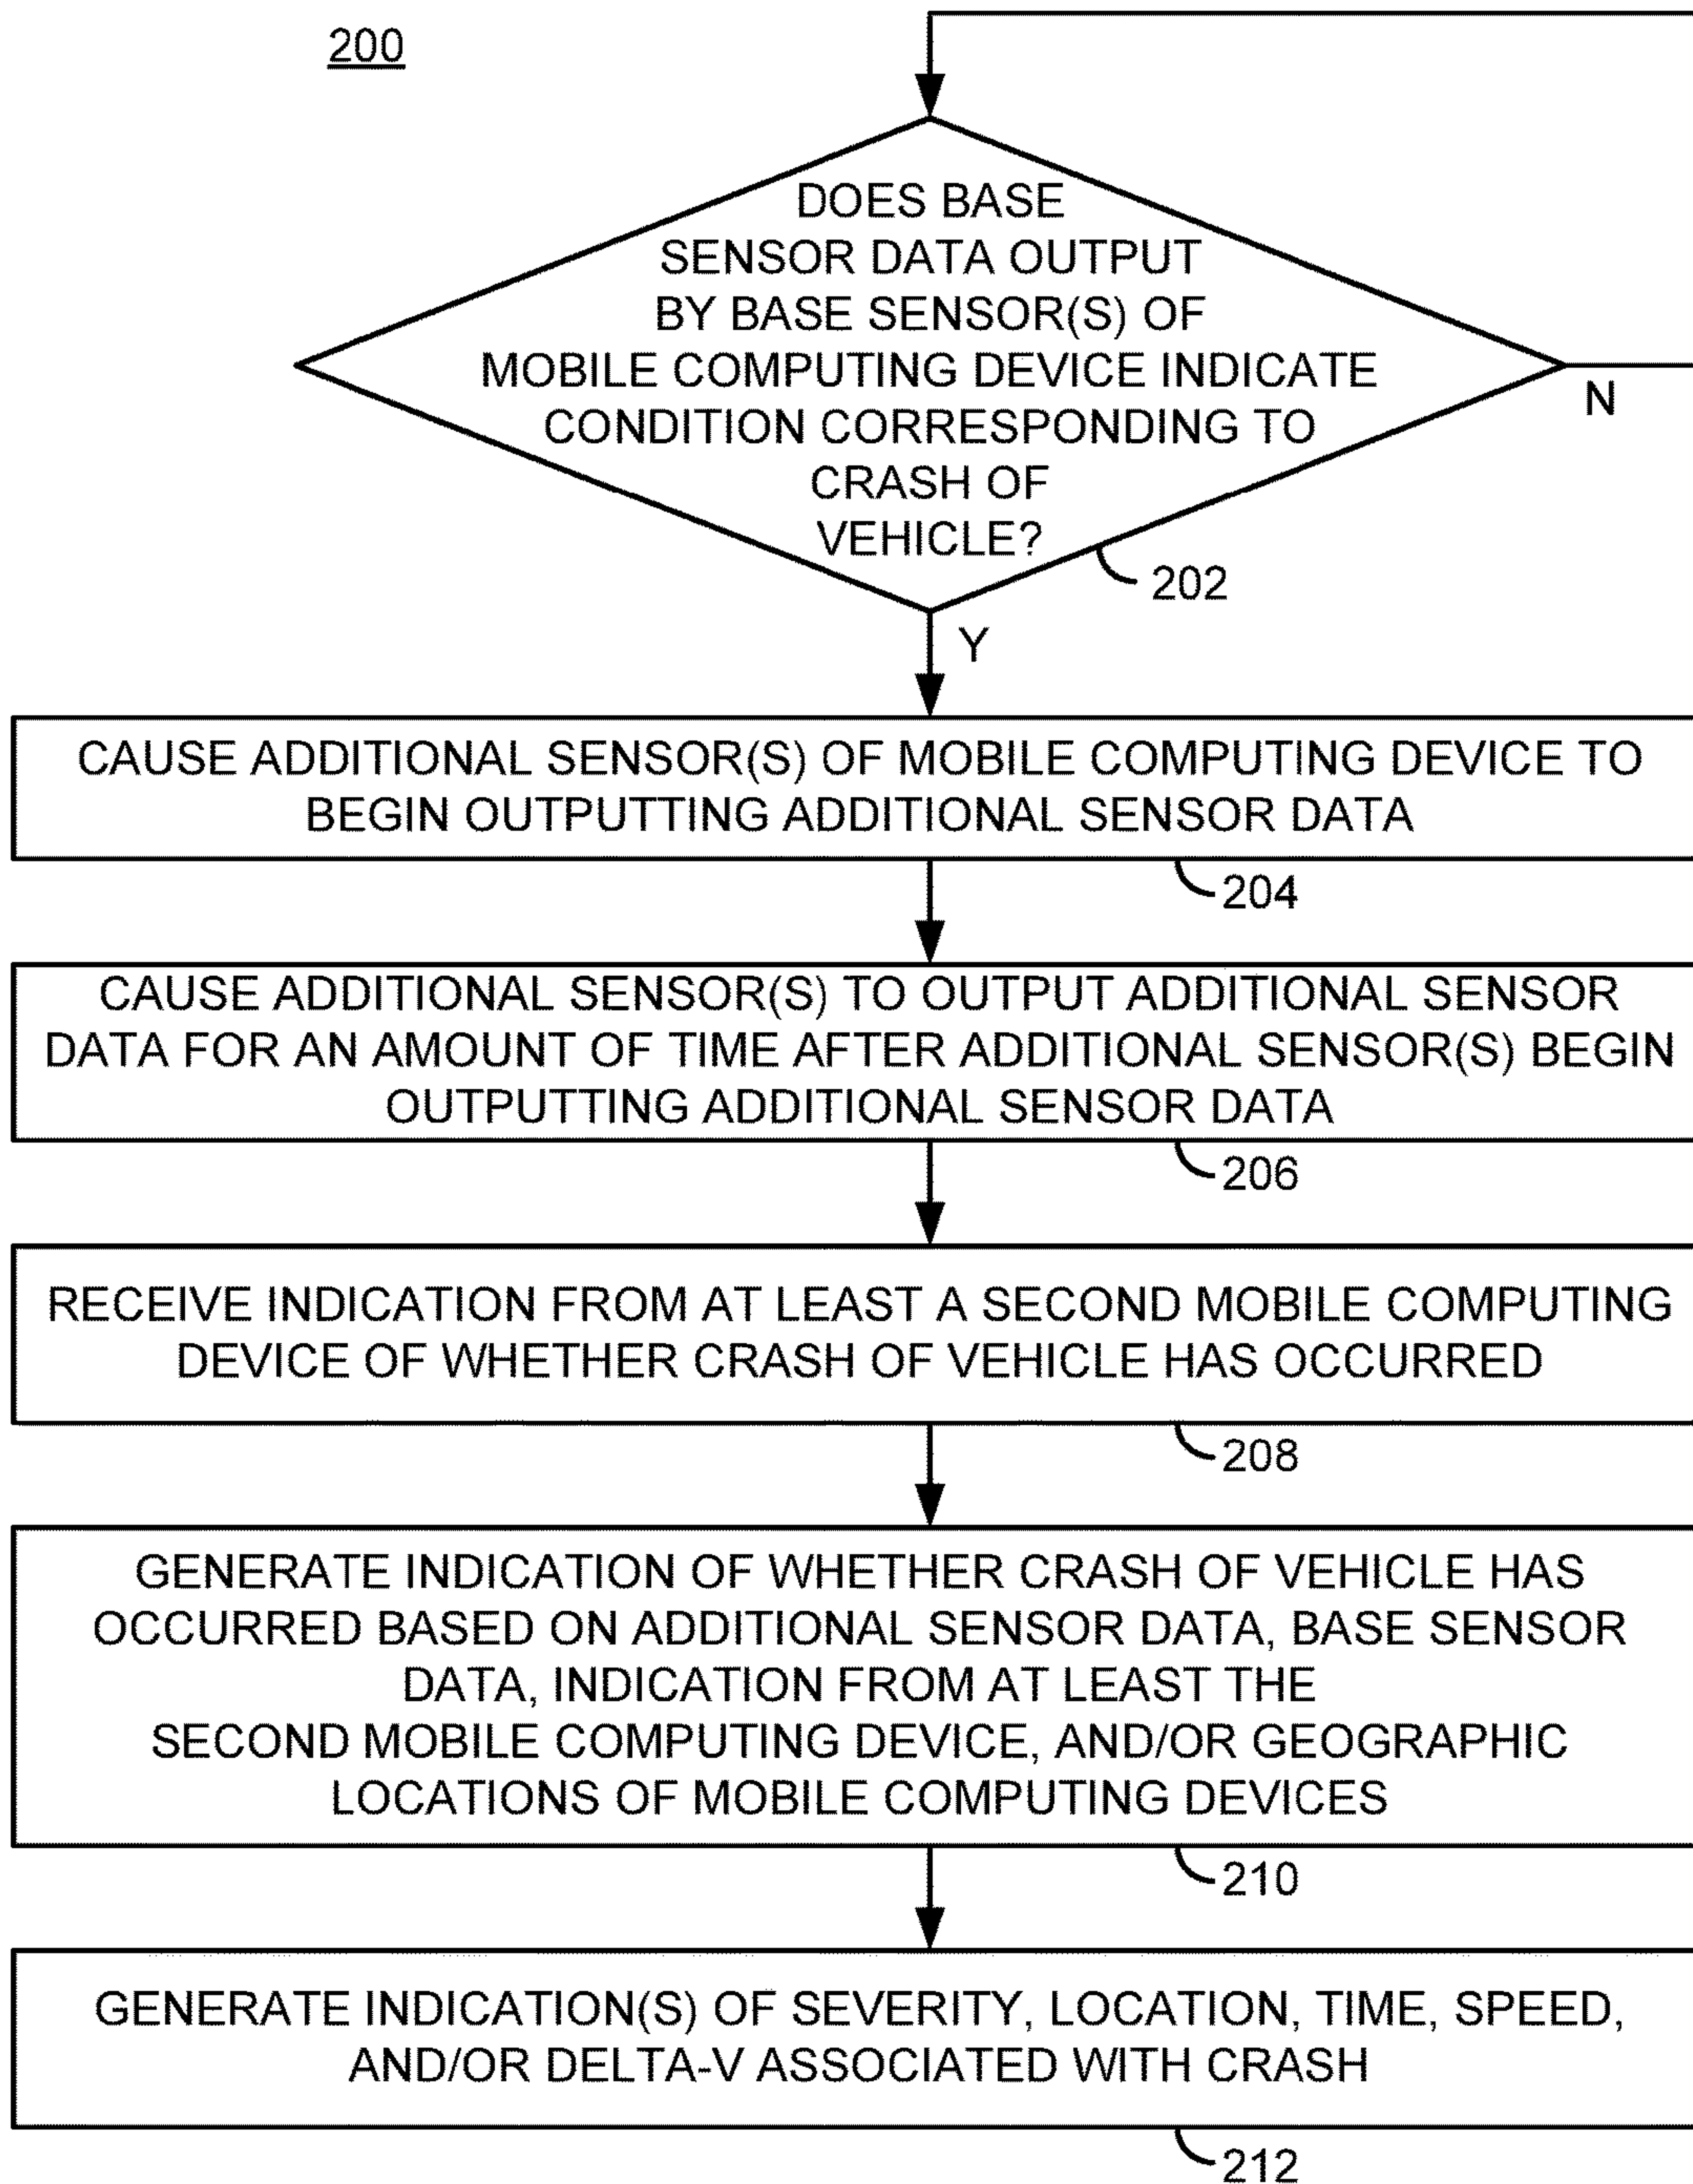 200
DOES BASE
SENSOR DATA OUTPUT
BY BASE SENSOR(S) OF
MOBILE COMPUTING DEVICE INDICATE
CONDITION CORRESPONDING TO
CRASH OF
VEHICLE?
N
202
Y
CAUSE ADDITIONAL SENSOR(S) OF MOBILE COMPUTING DEVICE TO
BEGIN OUTPUTTING ADDITIONAL SENSOR DATA
204
CAUSE ADDITIONAL SENSOR(S) TO OUTPUT ADDITIONAL SENSOR
DATA FOR AN AMOUNT OF TIME AFTER ADDITIONAL SENSOR(S) BEGIN
OUTPUTTING ADDITIONAL SENSOR DATA
206
RECEIVE INDICATION FROM AT LEAST A SECOND MOBILE COMPUTING
DEVICE OF WHETHER CRASH OF VEHICLE HAS OCCURRED
208
GENERATE INDICATION OF WHETHER CRASH OF VEHICLE HAS
OCCURRED BASED ON ADDITIONAL SENSOR DATA, BASE SENSOR
DATA, INDICATION FROM AT LEAST THE
SECOND MOBILE COMPUTING DEVICE, AND/OR GEOGRAPHIC
LOCATIONS OF MOBILE COMPUTING DEVICES
210
GENERATE INDICATION(S) OF SEVERITY, LOCATION, TIME, SPEED,
AND/OR DELTA-V ASSOCIATED WITH CRASH
212